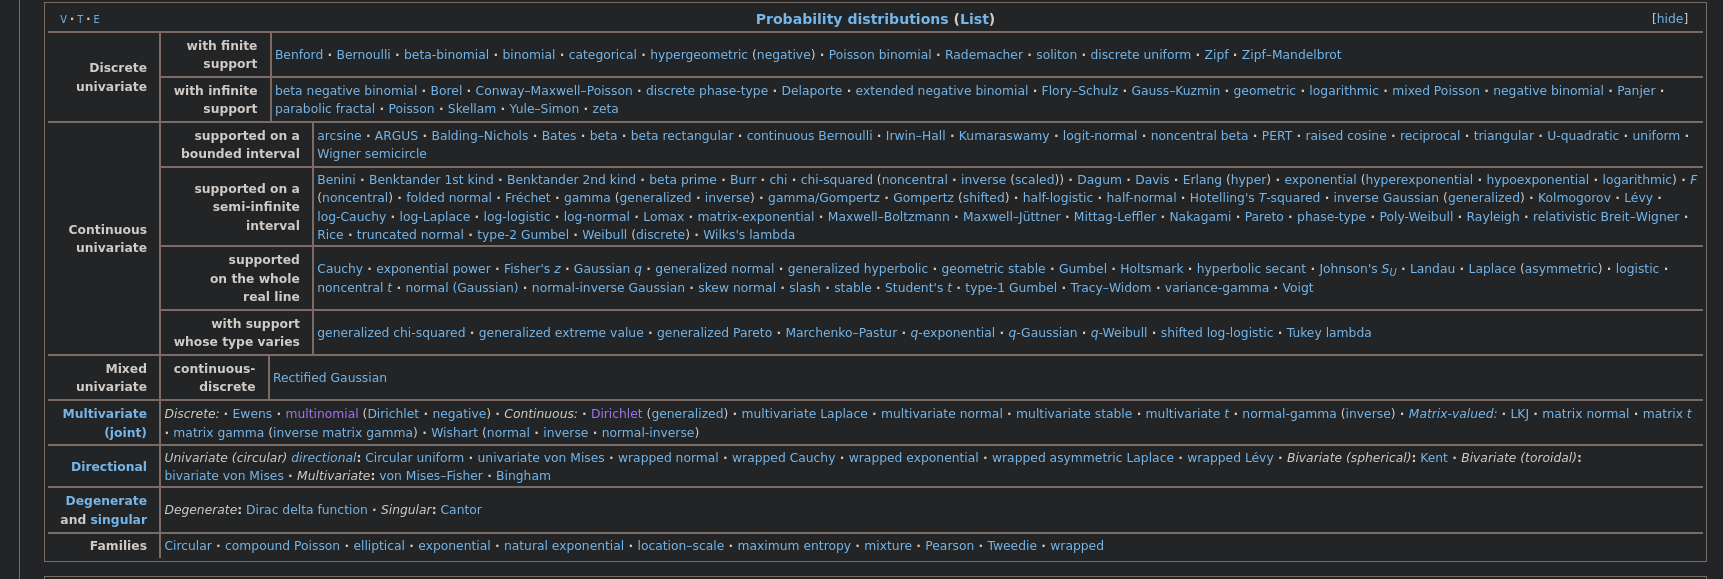 V · T · E
Probability distributions (List)
[hide]
Discrete
univariate
with finite
support
Benford · Bernoulli · beta-binomial · binomial · categorical · hypergeometric (negative) · Poisson binomial · Rademacher · soliton · discrete uniform · Zipf · Zipf–Mandelbrot
with infinite
support
beta negative binomial · Borel · Conway–Maxwell–Poisson · discrete phase-type · Delaporte · extended negative binomial · Flory–Schulz · Gauss–Kuzmin · geometric · logarithmic · mixed Poisson · negative binomial · Panjer ·
parabolic fractal · Poisson · Skellam · Yule–Simon · zeta
Continuous
univariate
supported on a
bounded interval
arcsine · ARGUS · Balding–Nichols · Bates · beta · beta rectangular · continuous Bernoulli · Irwin–Hall · Kumaraswamy · logit-normal · noncentral beta · PERT · raised cosine · reciprocal · triangular · U-quadratic · uniform ·
Wigner semicircle
supported on a
semi-infinite
interval
Benini · Benktander 1st kind · Benktander 2nd kind · beta prime · Burr · chi · chi-squared (noncentral · inverse (scaled)) · Dagum · Davis · Erlang (hyper) · exponential (hyperexponential · hypoexponential · logarithmic) · F
(noncentral) · folded normal · Fréchet · gamma (generalized · inverse) · gamma/Gompertz · Gompertz (shifted) · half-logistic · half-normal · Hotelling's T-squared · inverse Gaussian (generalized) · Kolmogorov · Lévy ·
log-Cauchy · log-Laplace · log-logistic · log-normal · Lomax · matrix-exponential · Maxwell–Boltzmann · Maxwell–Jüttner · Mittag-Leffler · Nakagami · Pareto · phase-type · Poly-Weibull · Rayleigh · relativistic Breit–Wigner ·
Rice · truncated normal · type-2 Gumbel · Weibull (discrete) · Wilks's lambda
supported
on the whole
real line
Cauchy · exponential power · Fisher's z · Gaussian q · generalized normal · generalized hyperbolic · geometric stable · Gumbel · Holtsmark · hyperbolic secant · Johnson's SU · Landau · Laplace (asymmetric) · logistic ·
noncentral t · normal (Gaussian) · normal-inverse Gaussian · skew normal · slash · stable · Student's t · type-1 Gumbel · Tracy–Widom · variance-gamma · Voigt
with support
whose type varies
generalized chi-squared · generalized extreme value · generalized Pareto · Marchenko–Pastur · q-exponential · q-Gaussian · q-Weibull · shifted log-logistic · Tukey lambda
Mixed
univariate
continuous-
discrete
Rectified Gaussian
Multivariate
(joint)
Discrete: · Ewens · multinomial (Dirichlet · negative) · Continuous: · Dirichlet (generalized) · multivariate Laplace · multivariate normal · multivariate stable · multivariate t · normal-gamma (inverse) · Matrix-valued: · LKJ · matrix normal · matrix t
· matrix gamma (inverse matrix gamma) · Wishart (normal · inverse · normal-inverse)
Directional
Univariate (circular) directional: Circular uniform · univariate von Mises · wrapped normal · wrapped Cauchy · wrapped exponential · wrapped asymmetric Laplace · wrapped Lévy · Bivariate (spherical): Kent · Bivariate (toroidal):
bivariate von Mises · Multivariate: von Mises–Fisher · Bingham
Degenerate
and singular
Degenerate: Dirac delta function · Singular: Cantor
Families
Circular · compound Poisson · elliptical · exponential · natural exponential · location–scale · maximum entropy · mixture · Pearson · Tweedie · wrapped